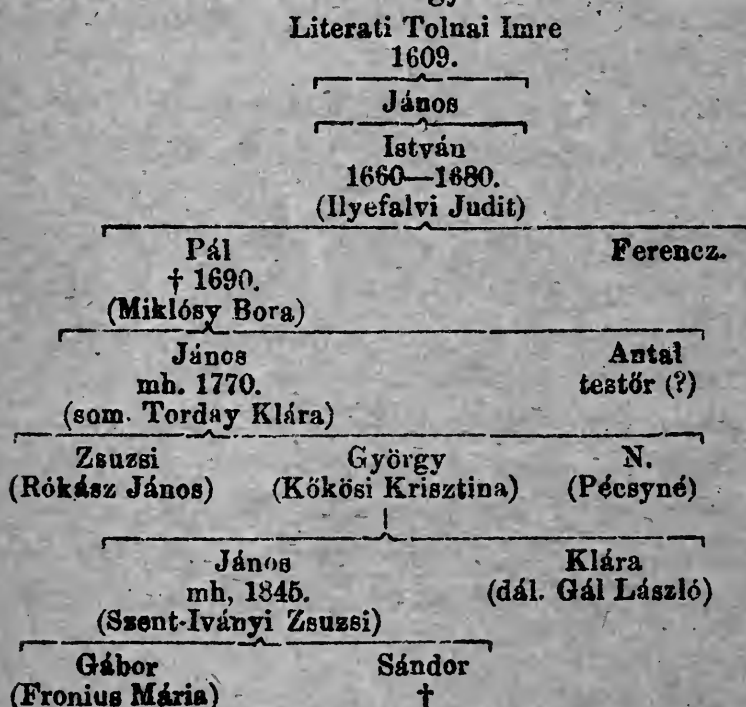 Literati Tolnai Imre
1609.
János
István
1660—1680.
(Ilyefalvi Judit)
Pál Ferencz.
† 1690.
(Miklósy Bora)
János Antal
mh. 1770. testőr (?)
(som. Torday Klára)
Zsuzsi György N.
(Rókász János) (Kőkösi Krisztina) (Pécsyné)
János Klára
mh, 1845. (dál. Gál László)
(Szent-Iványi Zsuzsi)
Gábor Sándor
(Fronius Mária) †